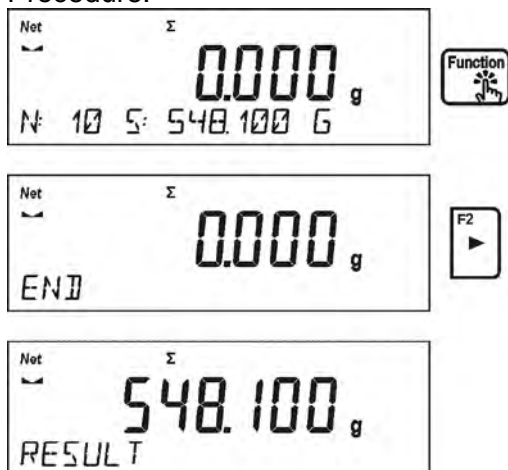 Procedure:
Net Σ
0.000 g
N: 10 S: 548.100 G
Function
Net Σ
0.000 g
END
F2
Net Σ
548.100 g
RESULT